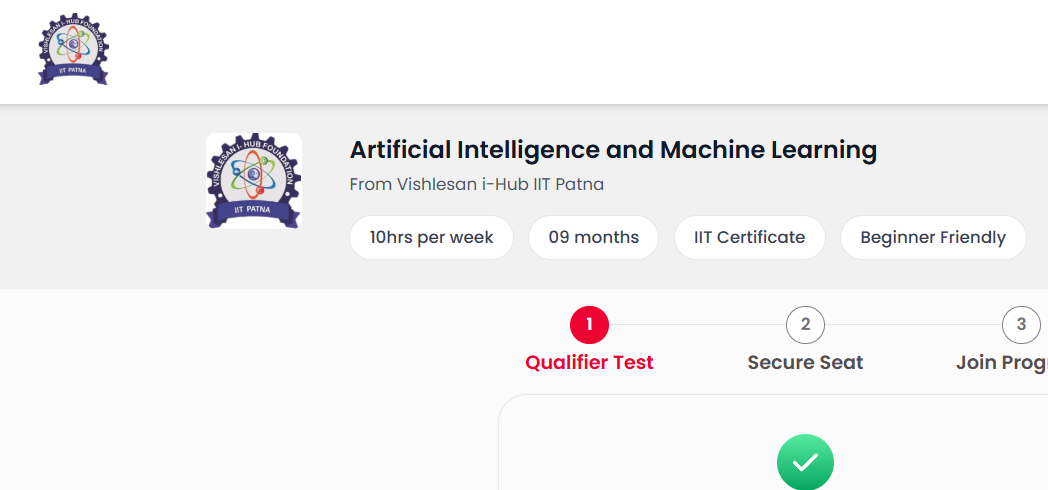 VISHLESAN I-HUB FOUNDATION
IIT PATNA
VISHLESAN I-HUB FOUNDATION
IIT PATNA
Artificial Intelligence and Machine Learning
From Vishlesan i-Hub IIT Patna
10hrs per week 09 months IIT Certificate Beginner Friendly
1 2 3
Qualifier Test Secure Seat Join Prog